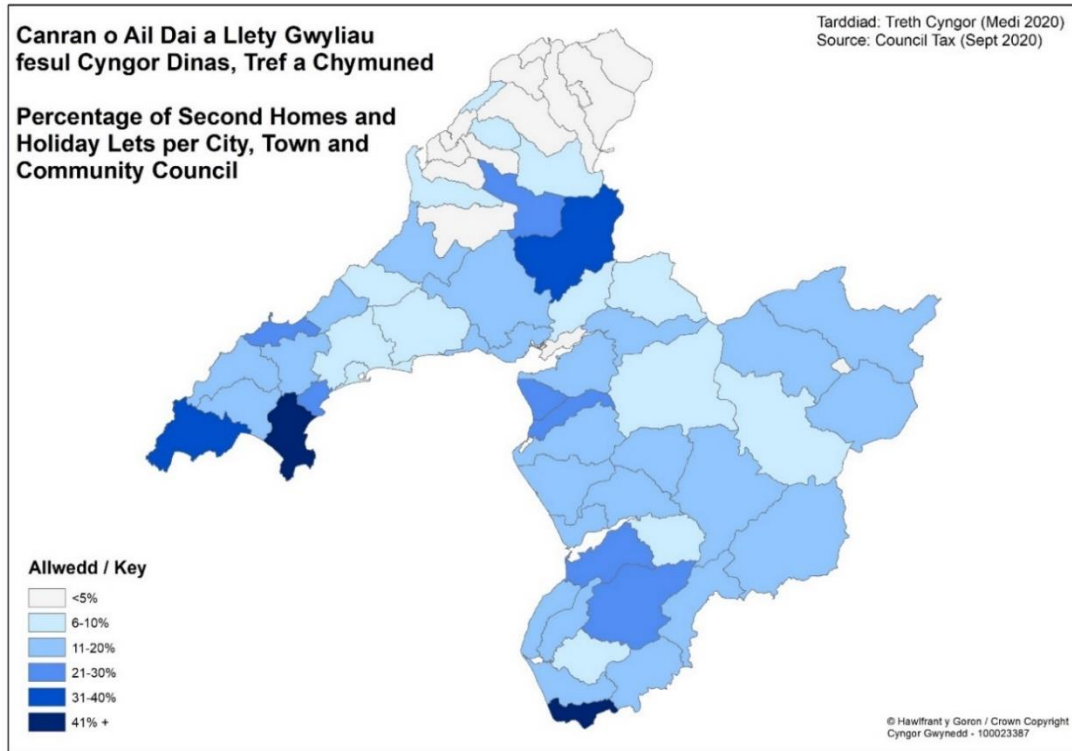 Canran o Ail Dai a Llety Gwyliau
fesul Cyngor Dinas, Tref a Chymuned
Percentage of Second Homes and
Holiday Lets per City, Town and
Community Council
Tarddiad: Treth Cyngor (Medi 2020)
Source: Council Tax (Sept 2020)
Allwedd / Key
<5%
6-10%
11-20%
21-30%
31-40%
41% +
© Hawlfraint y Goron / Crown Copyright
Cyngor Gwynedd - 100023387